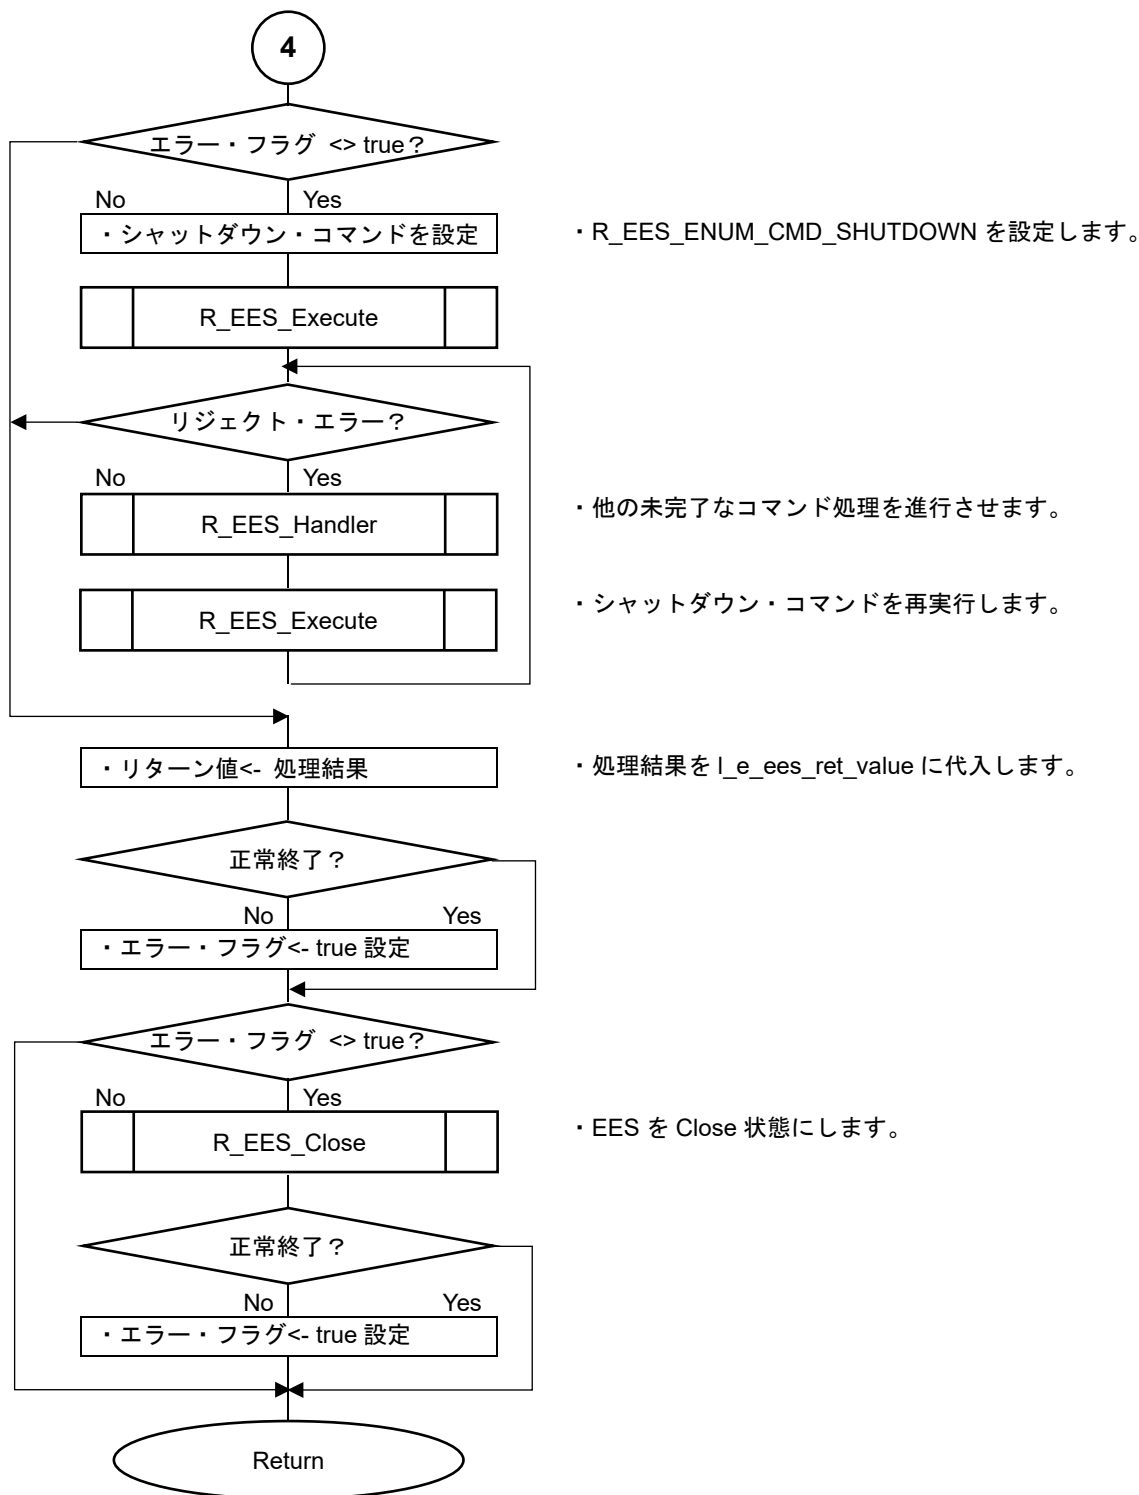 4
エラー・フラグ <> true？
No Yes
・シャットダウン・コマンドを設定
・R_EES_ENUM_CMD_SHUTDOWN を設定します。
R_EES_Execute
リジェクト・エラー？
No Yes
R_EES_Handler
・他の未完了なコマンド処理を進行させます。
R_EES_Execute
・シャットダウン・コマンドを再実行します。
・リターン値<- 処理結果
・処理結果を l_e_ees_ret_value に代入します。
正常終了？
No Yes
・エラー・フラグ<- true 設定
エラー・フラグ <> true？
No Yes
R_EES_Close
・EES を Close 状態にします。
正常終了？
No Yes
・エラー・フラグ<- true 設定
Return